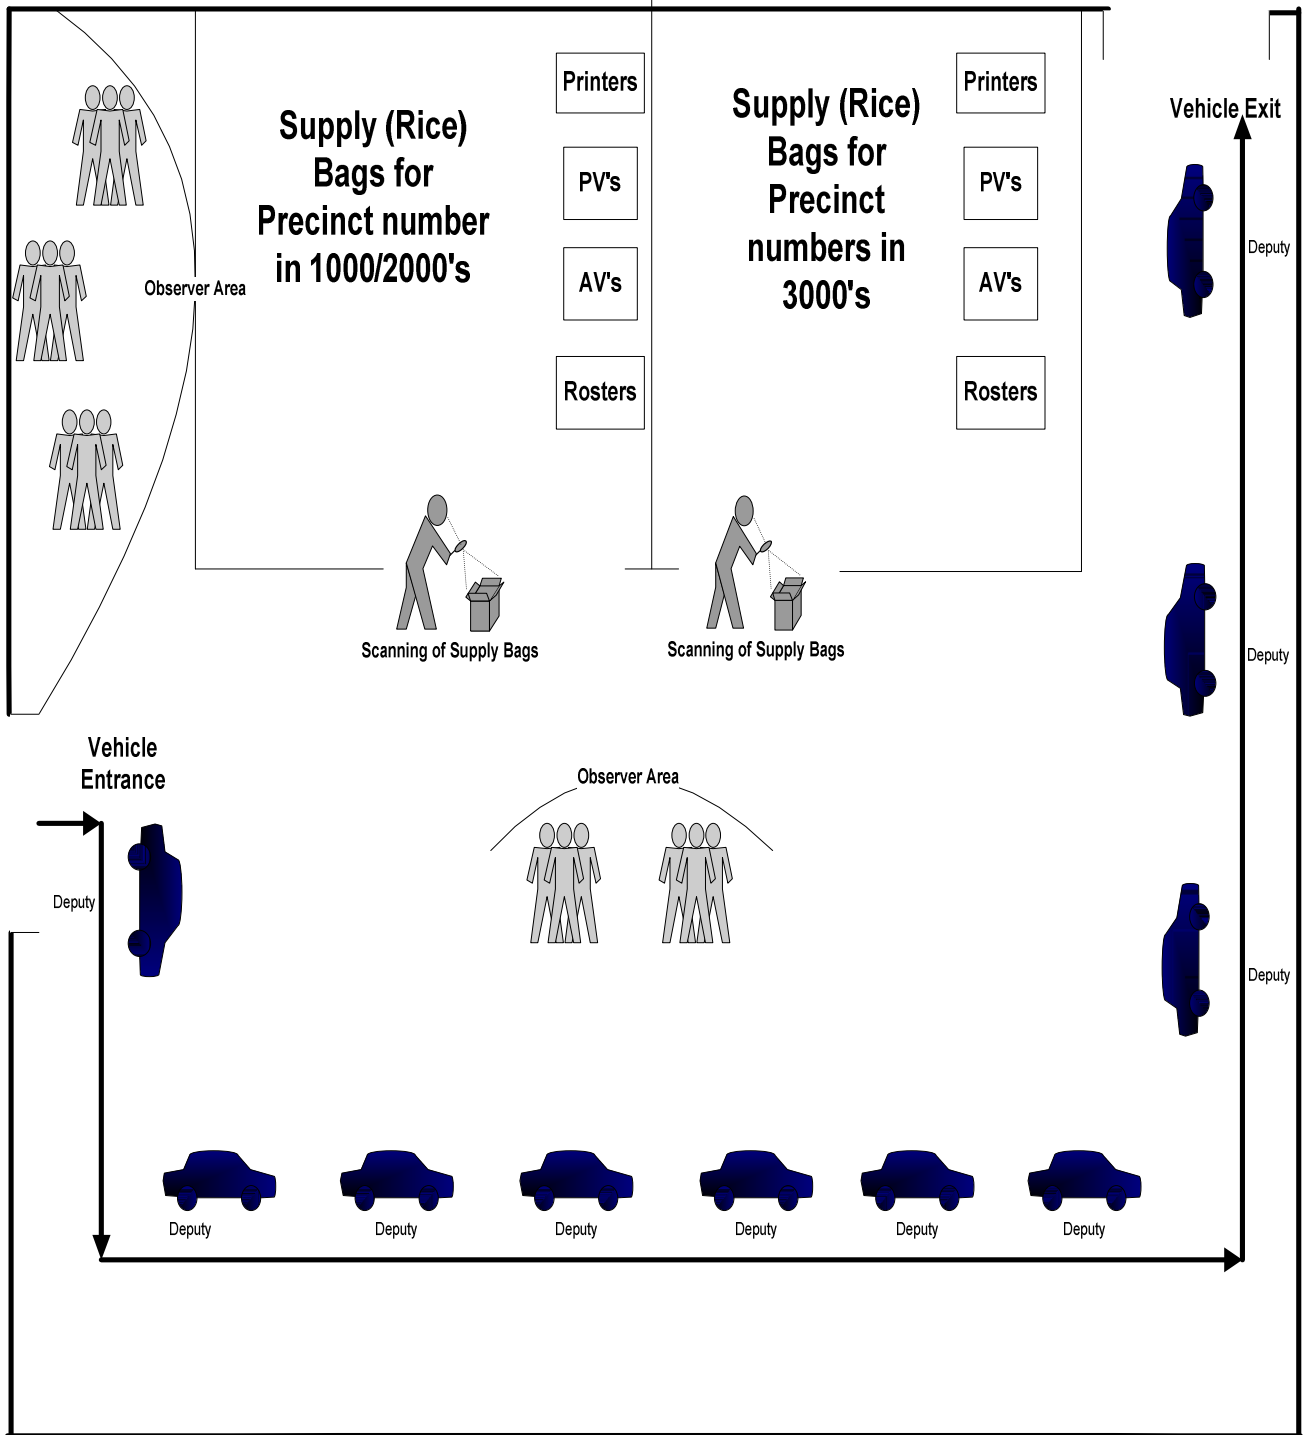 Supply (Rice)
Bags for
Precinct number
in 1000/2000's
Printers
PV's
AV's
Rosters
Supply (Rice)
Bags for
Precinct
numbers in
3000's
Printers
PV's
AV's
Rosters
Vehicle Exit
Deputy
Observer Area
Scanning of Supply Bags
Scanning of Supply Bags
Deputy
Vehicle
Entrance
Observer Area
Deputy
Deputy
Deputy
Deputy
Deputy
Deputy
Deputy
Deputy